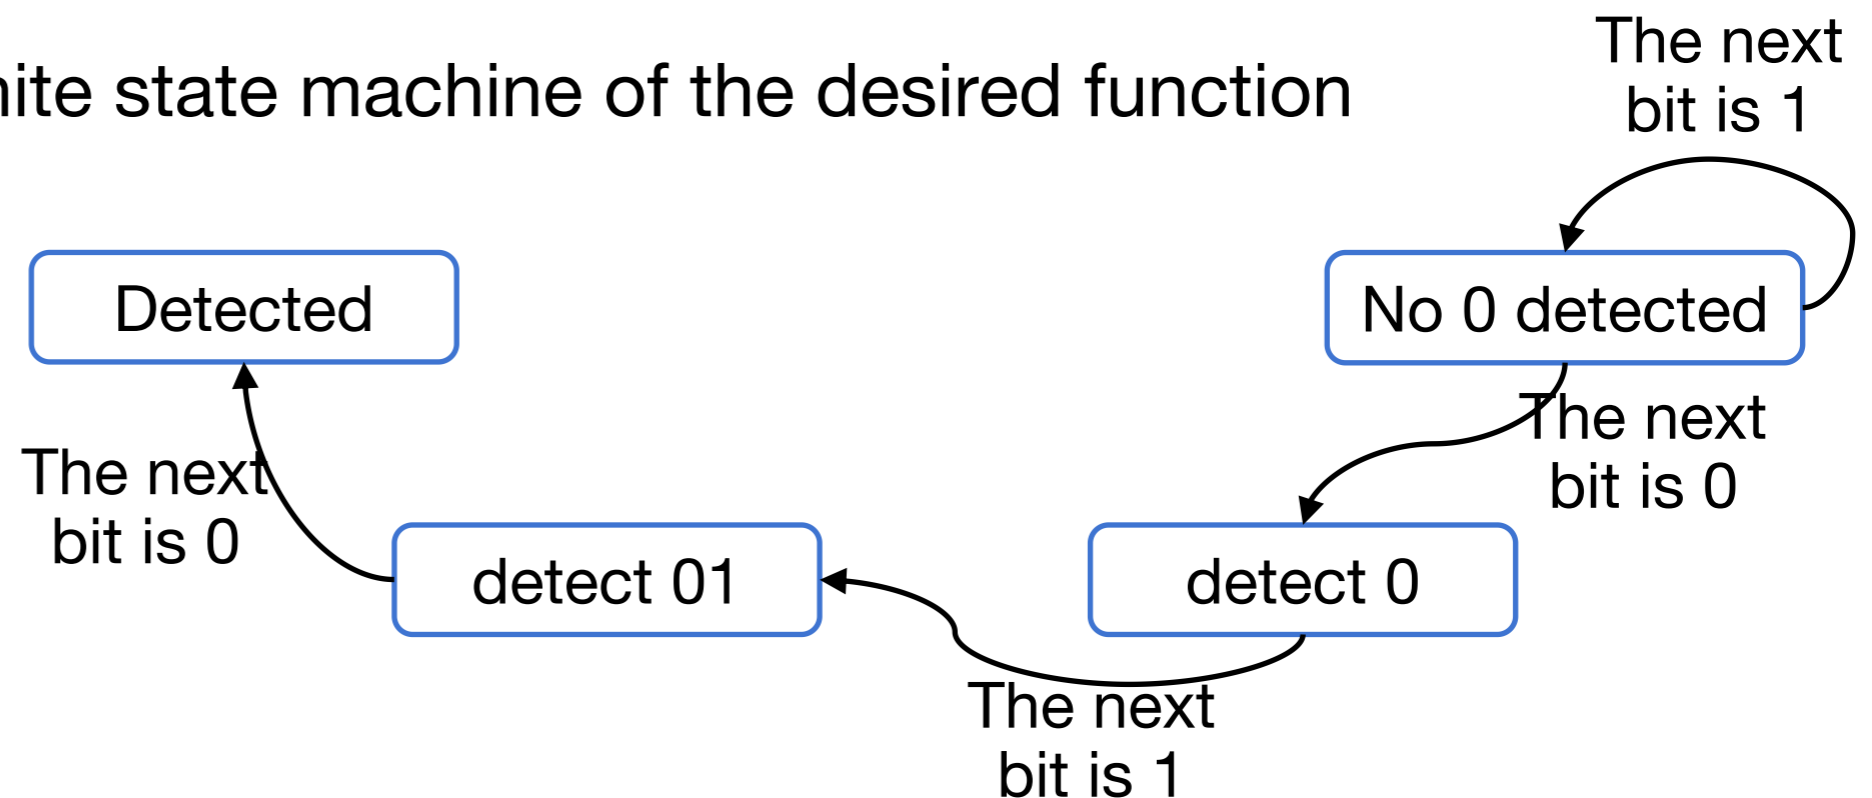 nite state machine of the desired function
The next
bit is 1
Detected
No 0 detected
The next
bit is 0
The next
bit is 0
detect 01
detect 0
The next
bit is 1